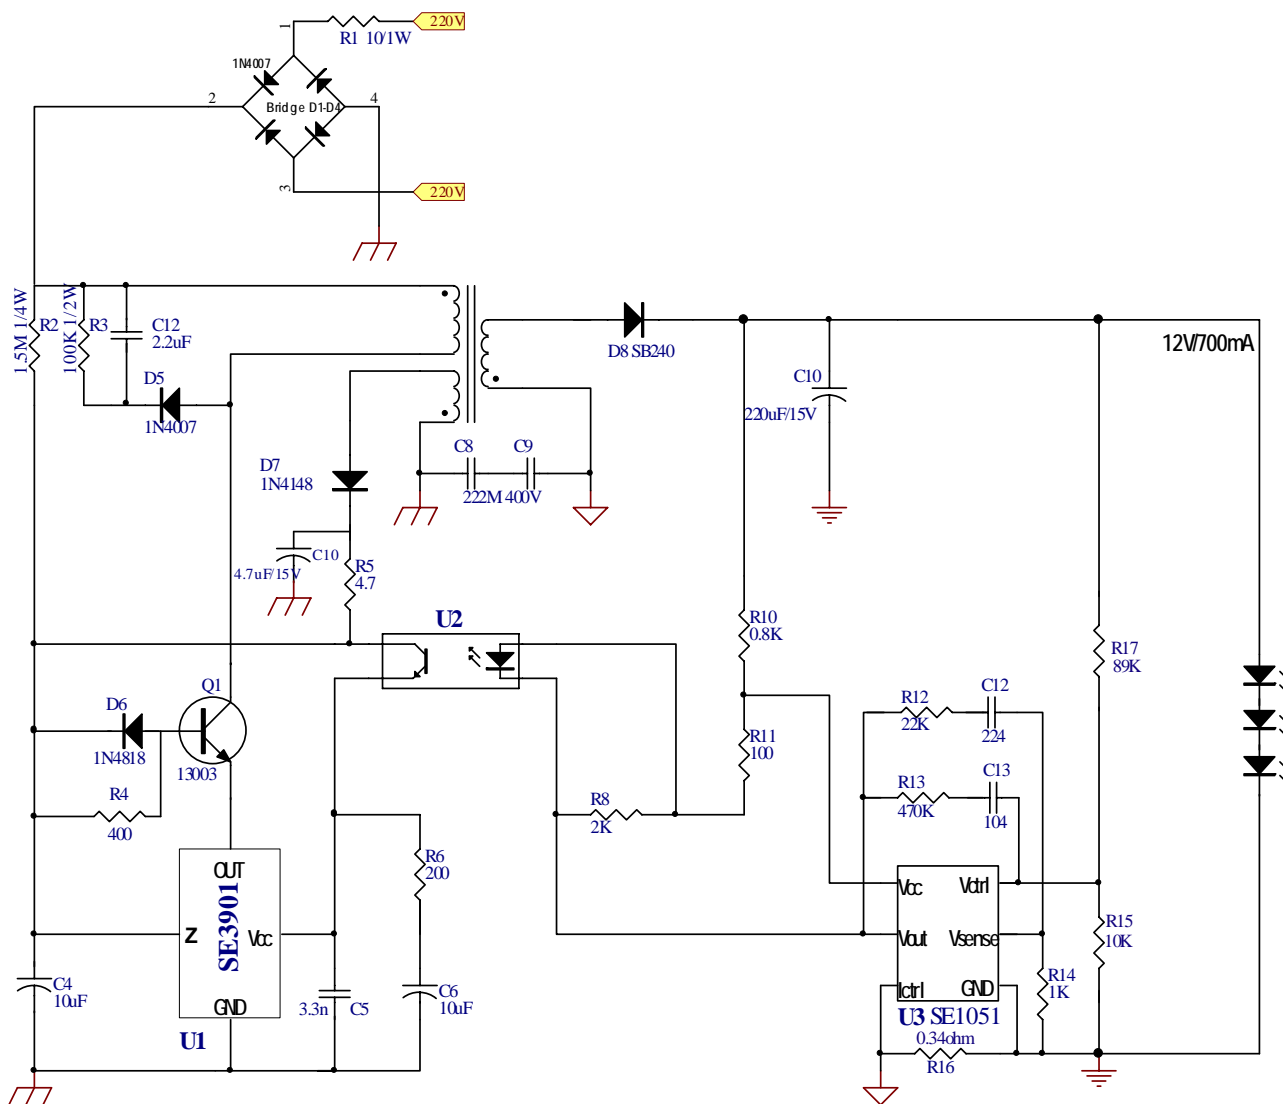 1
R1 10/1W
220V
1N4007
2
Bridge D1-D4
4
3
220V
1.5M 1/4W
R2
100K 1/2W
R3
C12
2.2uF
D5
1N4007
D8 SB240
12V/700mA
C10
220uF/15V
D7
1N4148
C8
C9
222M 400V
C10
4.7uF/15V
R5
4.7
U2
R10
0.8K
R17
89K
Q1
D6
1N4818
13003
R12
22K
C12
224
R11
100
R4
400
R8
2K
R13
470K
C13
104
R6
200
OUT
SE3901
Z
Vcc
GND
U1
Vcc
Vctrl
Vout
Vsense
Ictrl
GND
U3 SE1051
R15
10K
R14
1K
C4
10uF
3.3n
C5
C6
10uF
0.34ohm
R16